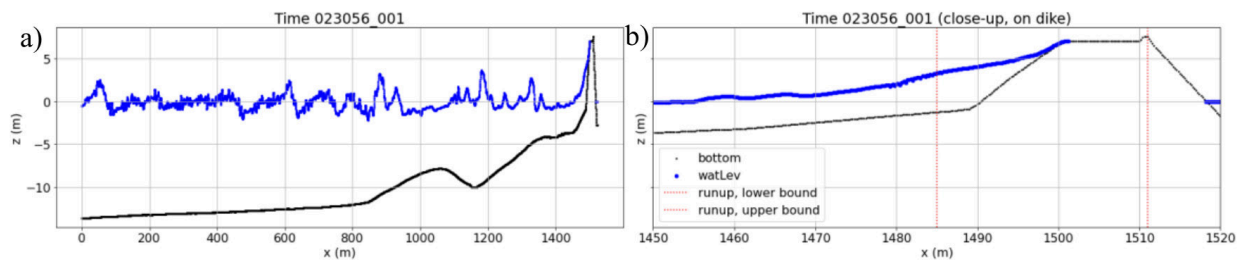 a)
Time 023056_001
5
0
−5
−10
z (m)
0 200 400 600 800 1000 1200 1400
x (m)
b)
Time 023056_001 (close-up, on dike)
z (m)
bottom
watLev
runup, lower bound
runup, upper bound
1450 1460 1470 1480 1490 1500 1510 1520
x (m)